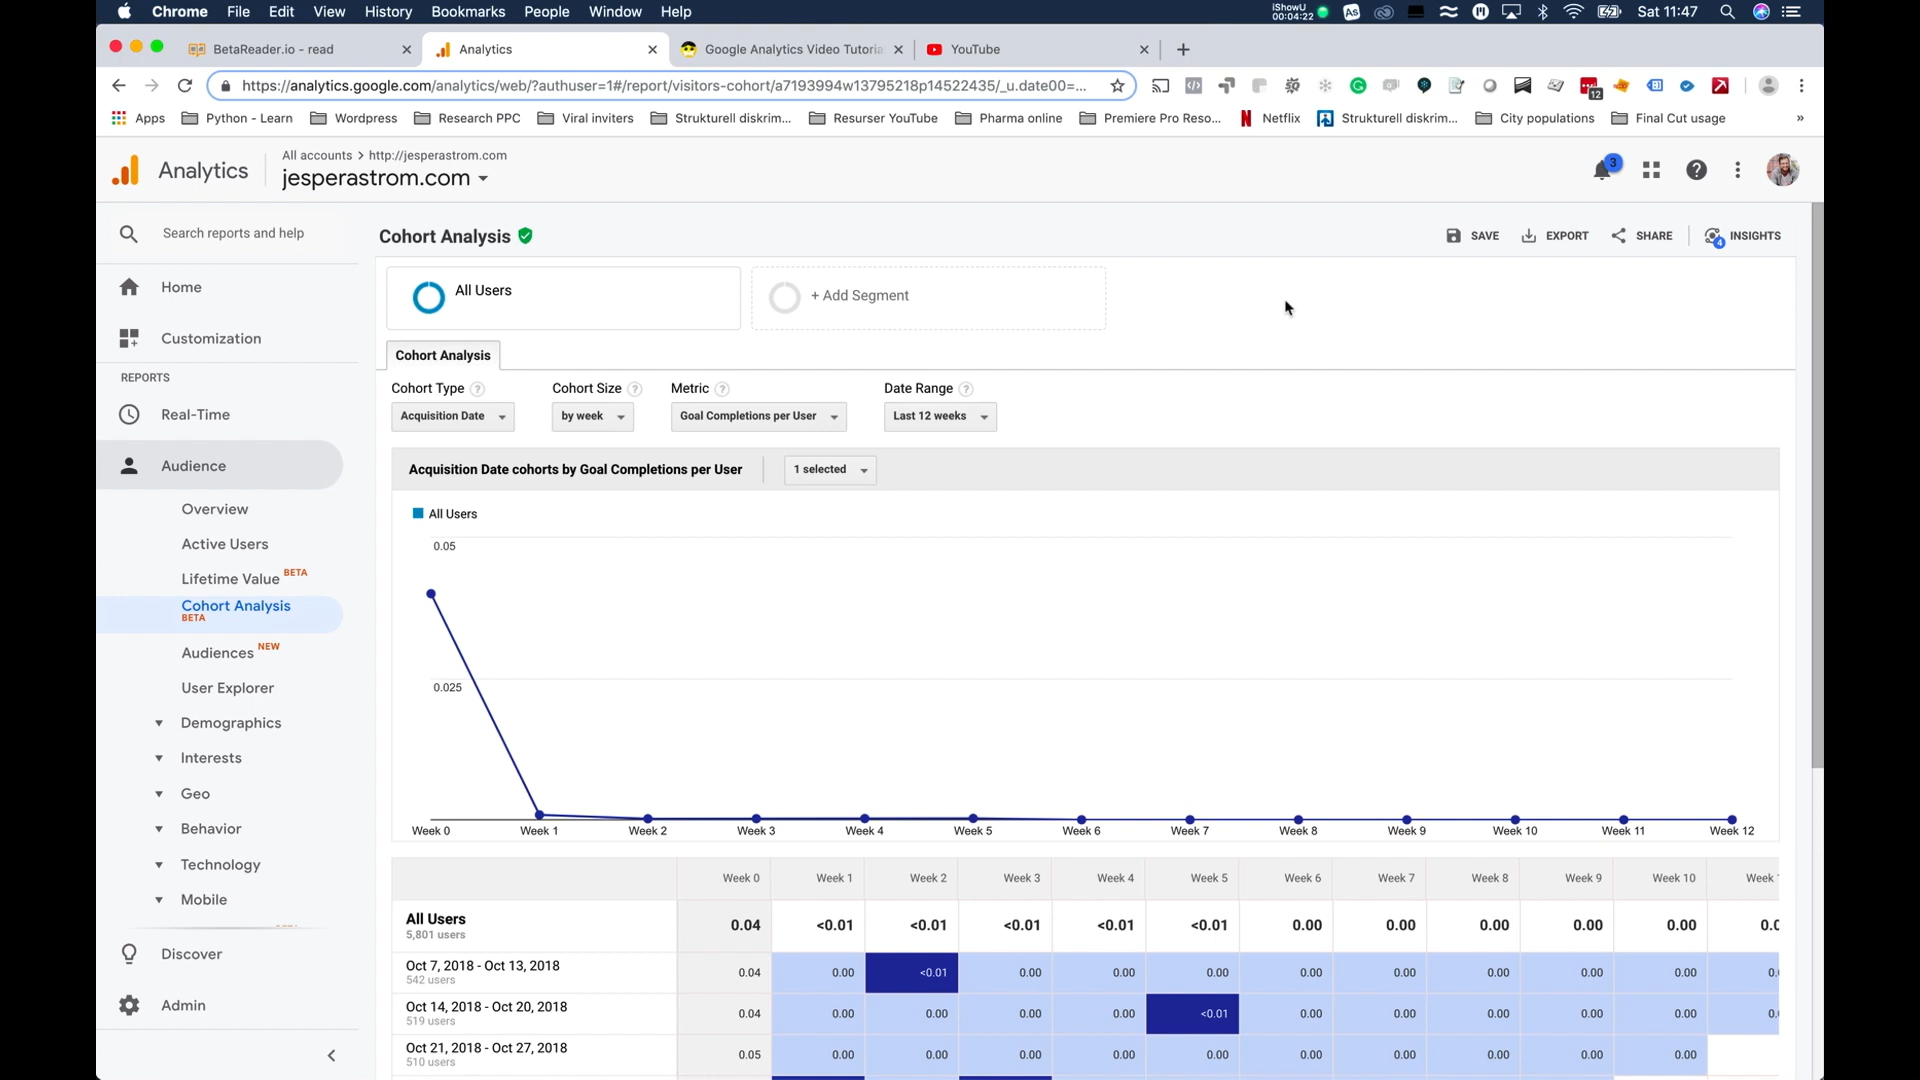 Chrome File Edit View History Bookmarks People Window Help
iShowU 00:04:22
Sat 11:47
BetaReader.io - read
Analytics
Google Analytics Video Tutoria
YouTube
https://analytics.google.com/analytics/web/?authuser=1#/report/visitors-cohort/a7193994w13795218p14522435/_u.date00=...
12
Apps
Python - Learn
Wordpress
Research PPC
Viral inviters
Strukturell diskrim...
Resurser YouTube
Pharma online
Premiere Pro Reso...
Netflix
Strukturell diskrim...
City populations
Final Cut usage
»
Analytics
All accounts > http://jesperastrom.com
jesperastrom.com
3
Search reports and help
Home
Customization
REPORTS
Real-Time
Audience
Overview
Active Users
Lifetime Value BETA
Cohort Analysis
BETA
Audiences NEW
User Explorer
Demographics
Interests
Geo
Behavior
Technology
Mobile
Discover
Admin
Cohort Analysis
SAVE
EXPORT
SHARE
4
INSIGHTS
All Users
+ Add Segment
Cohort Analysis
Cohort Type ? Cohort Size ? Metric ? Date Range ?
Acquisition Date by week Goal Completions per User Last 12 weeks
Acquisition Date cohorts by Goal Completions per User 1 selected
All Users
0.05
0.025
Week 0 Week 1 Week 2 Week 3 Week 4 Week 5 Week 6 Week 7 Week 8 Week 9 Week 10 Week 11 Week 12
Week 0 Week 1 Week 2 Week 3 Week 4 Week 5 Week 6 Week 7 Week 8 Week 9 Week 10 Week
All Users 0.04 <0.01 <0.01 <0.01 <0.01 <0.01 0.00 0.00 0.00 0.00 0.00
5,801 users
Oct 7, 2018 - Oct 13, 2018 0.04 0.00 <0.01 0.00 0.00 0.00 0.00 0.00 0.00 0.00 0.00
542 users
Oct 14, 2018 - Oct 20, 2018 0.04 0.00 0.00 0.00 0.00 <0.01 0.00 0.00 0.00 0.00 0.00
519 users
Oct 21, 2018 - Oct 27, 2018 0.05 0.00 0.00 0.00 0.00 0.00 0.00 0.00 0.00 0.00 0.00
510 users